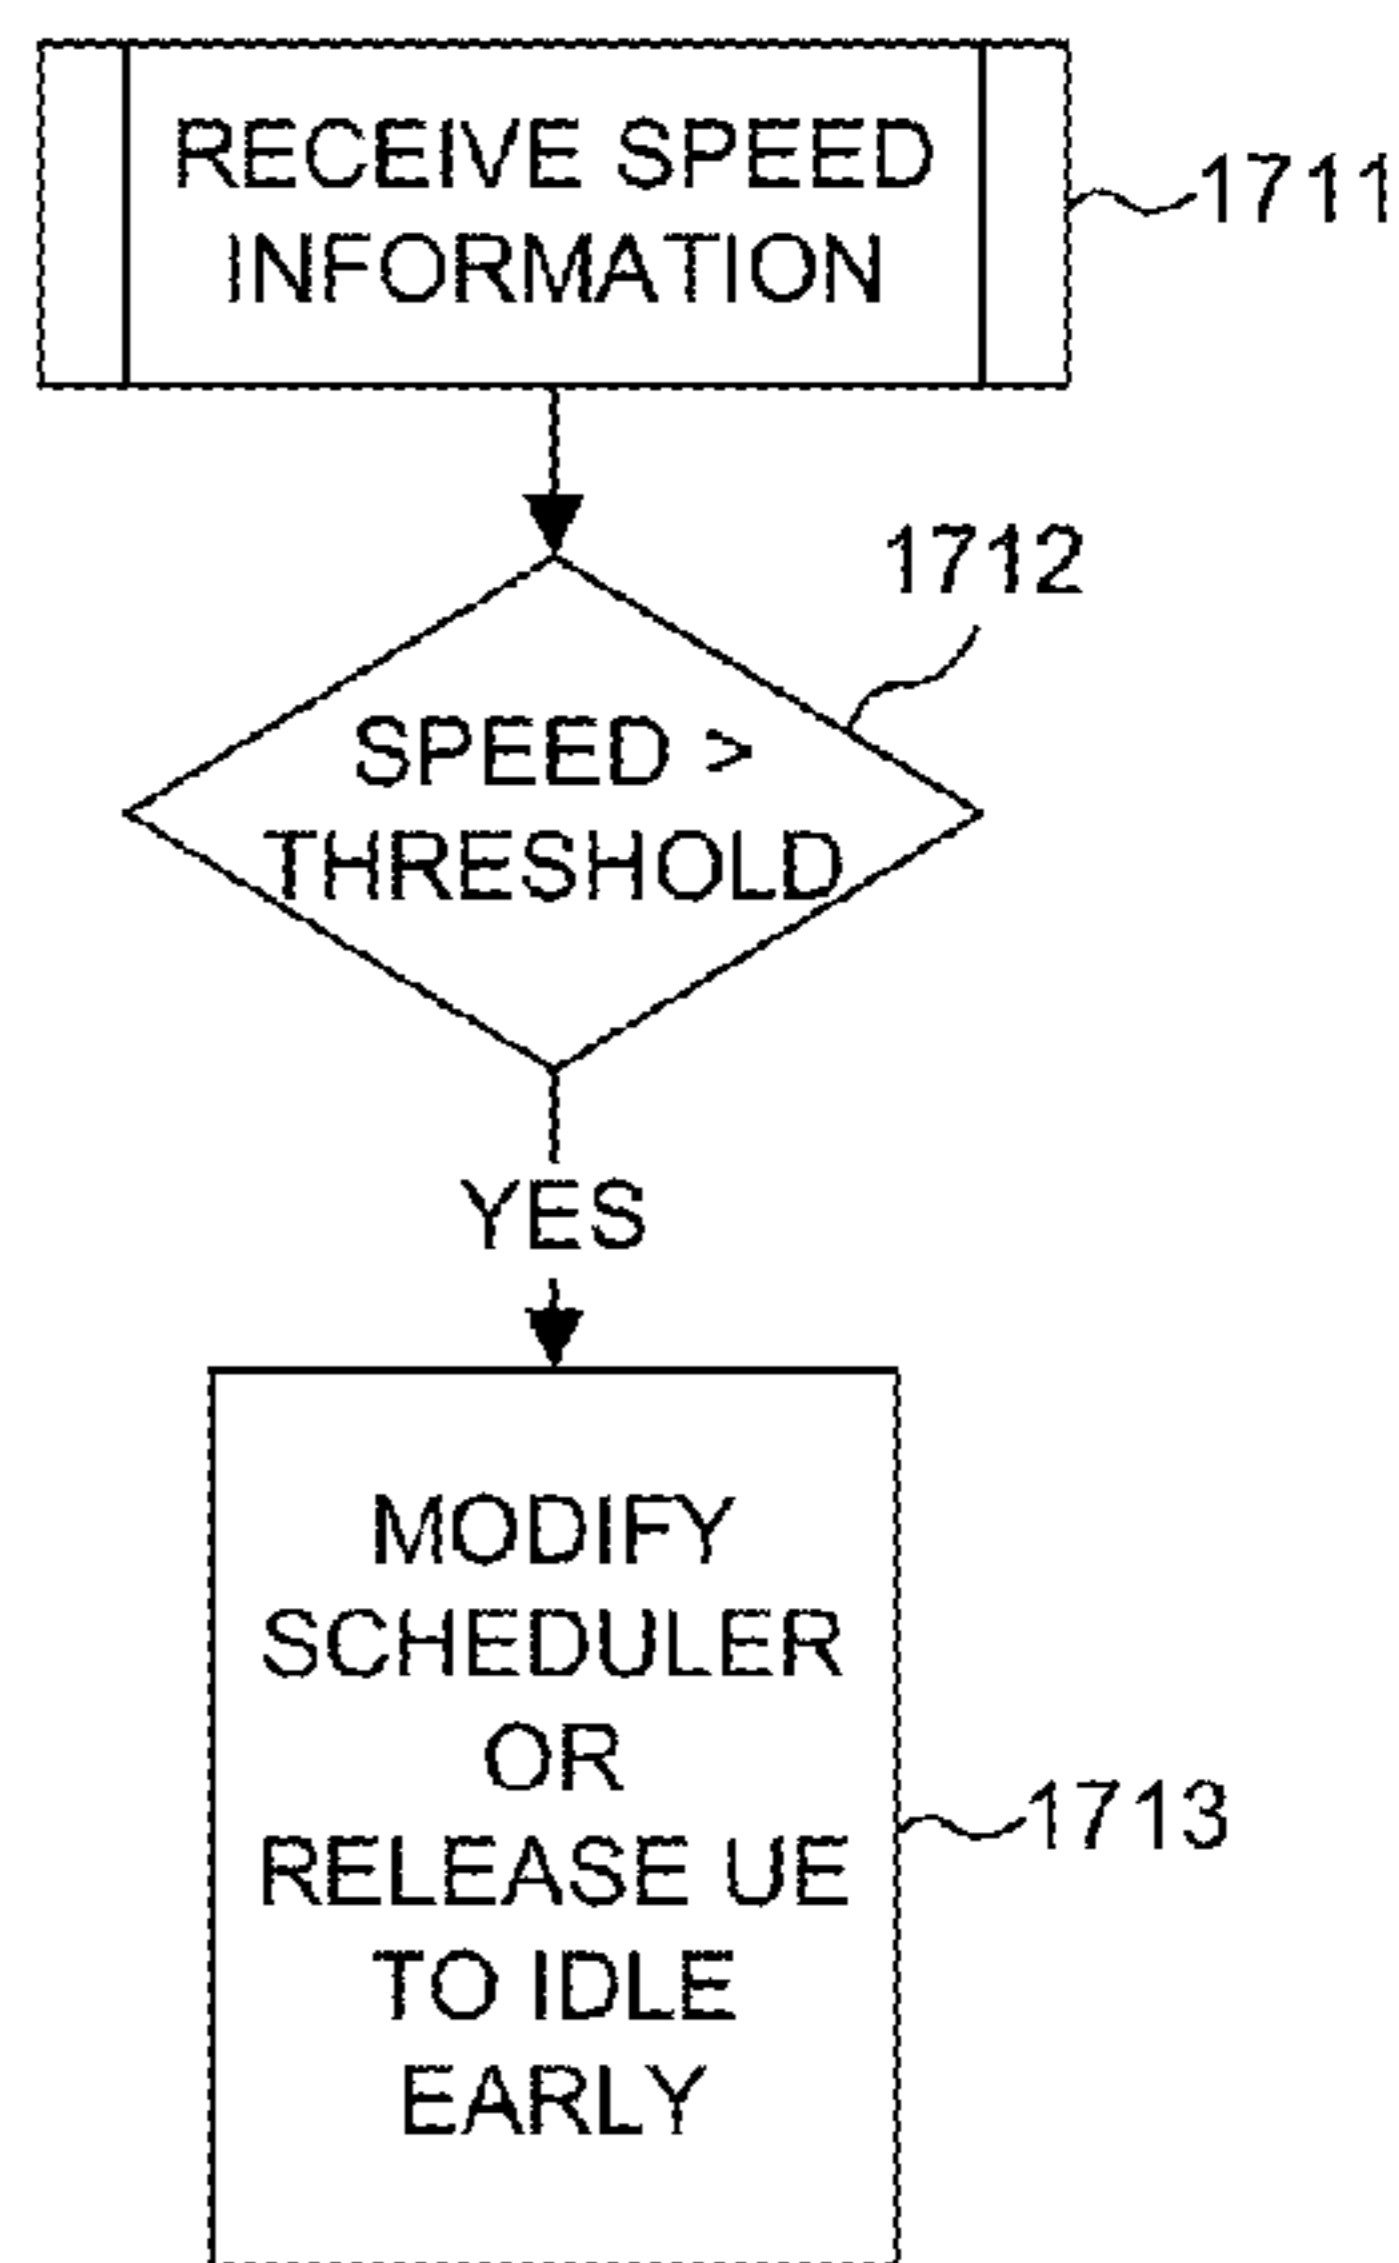 RECEIVE SPEED
INFORMATION
1711
1712
SPEED >
THRESHOLD
YES
MODIFY
SCHEDULER
OR
RELEASE UE
TO IDLE
EARLY
1713